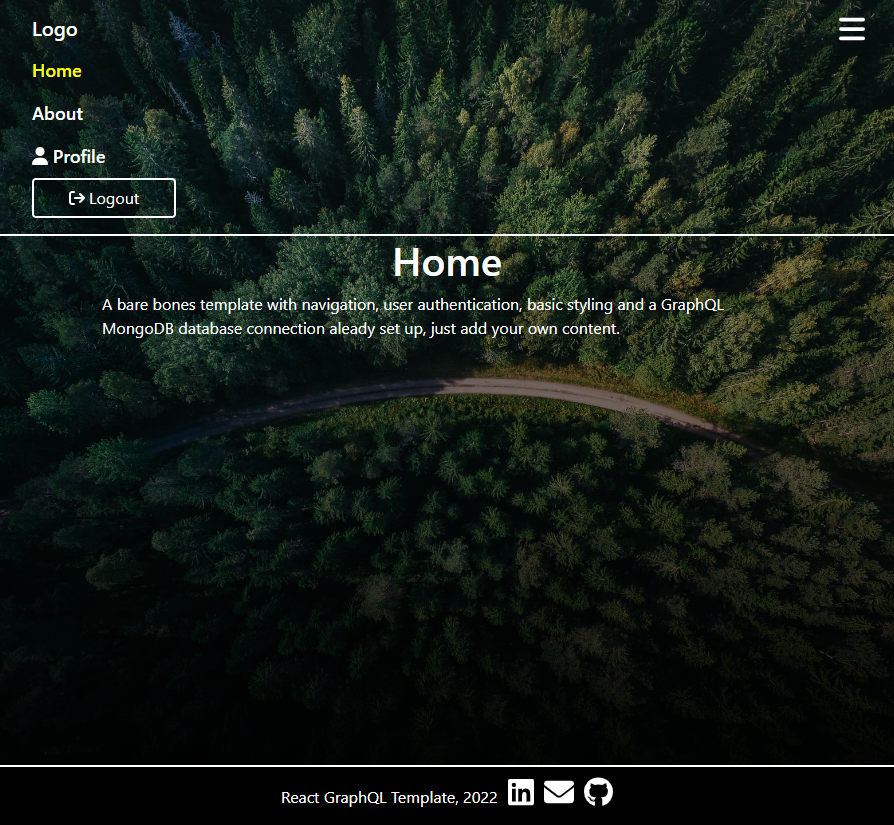 Logo
Home
About
Profile
Logout
Home
A bare bones template with navigation, user authentication, basic styling and a GraphQL
MongoDB database connection aleady set up, just add your own content.
React GraphQL Template, 2022